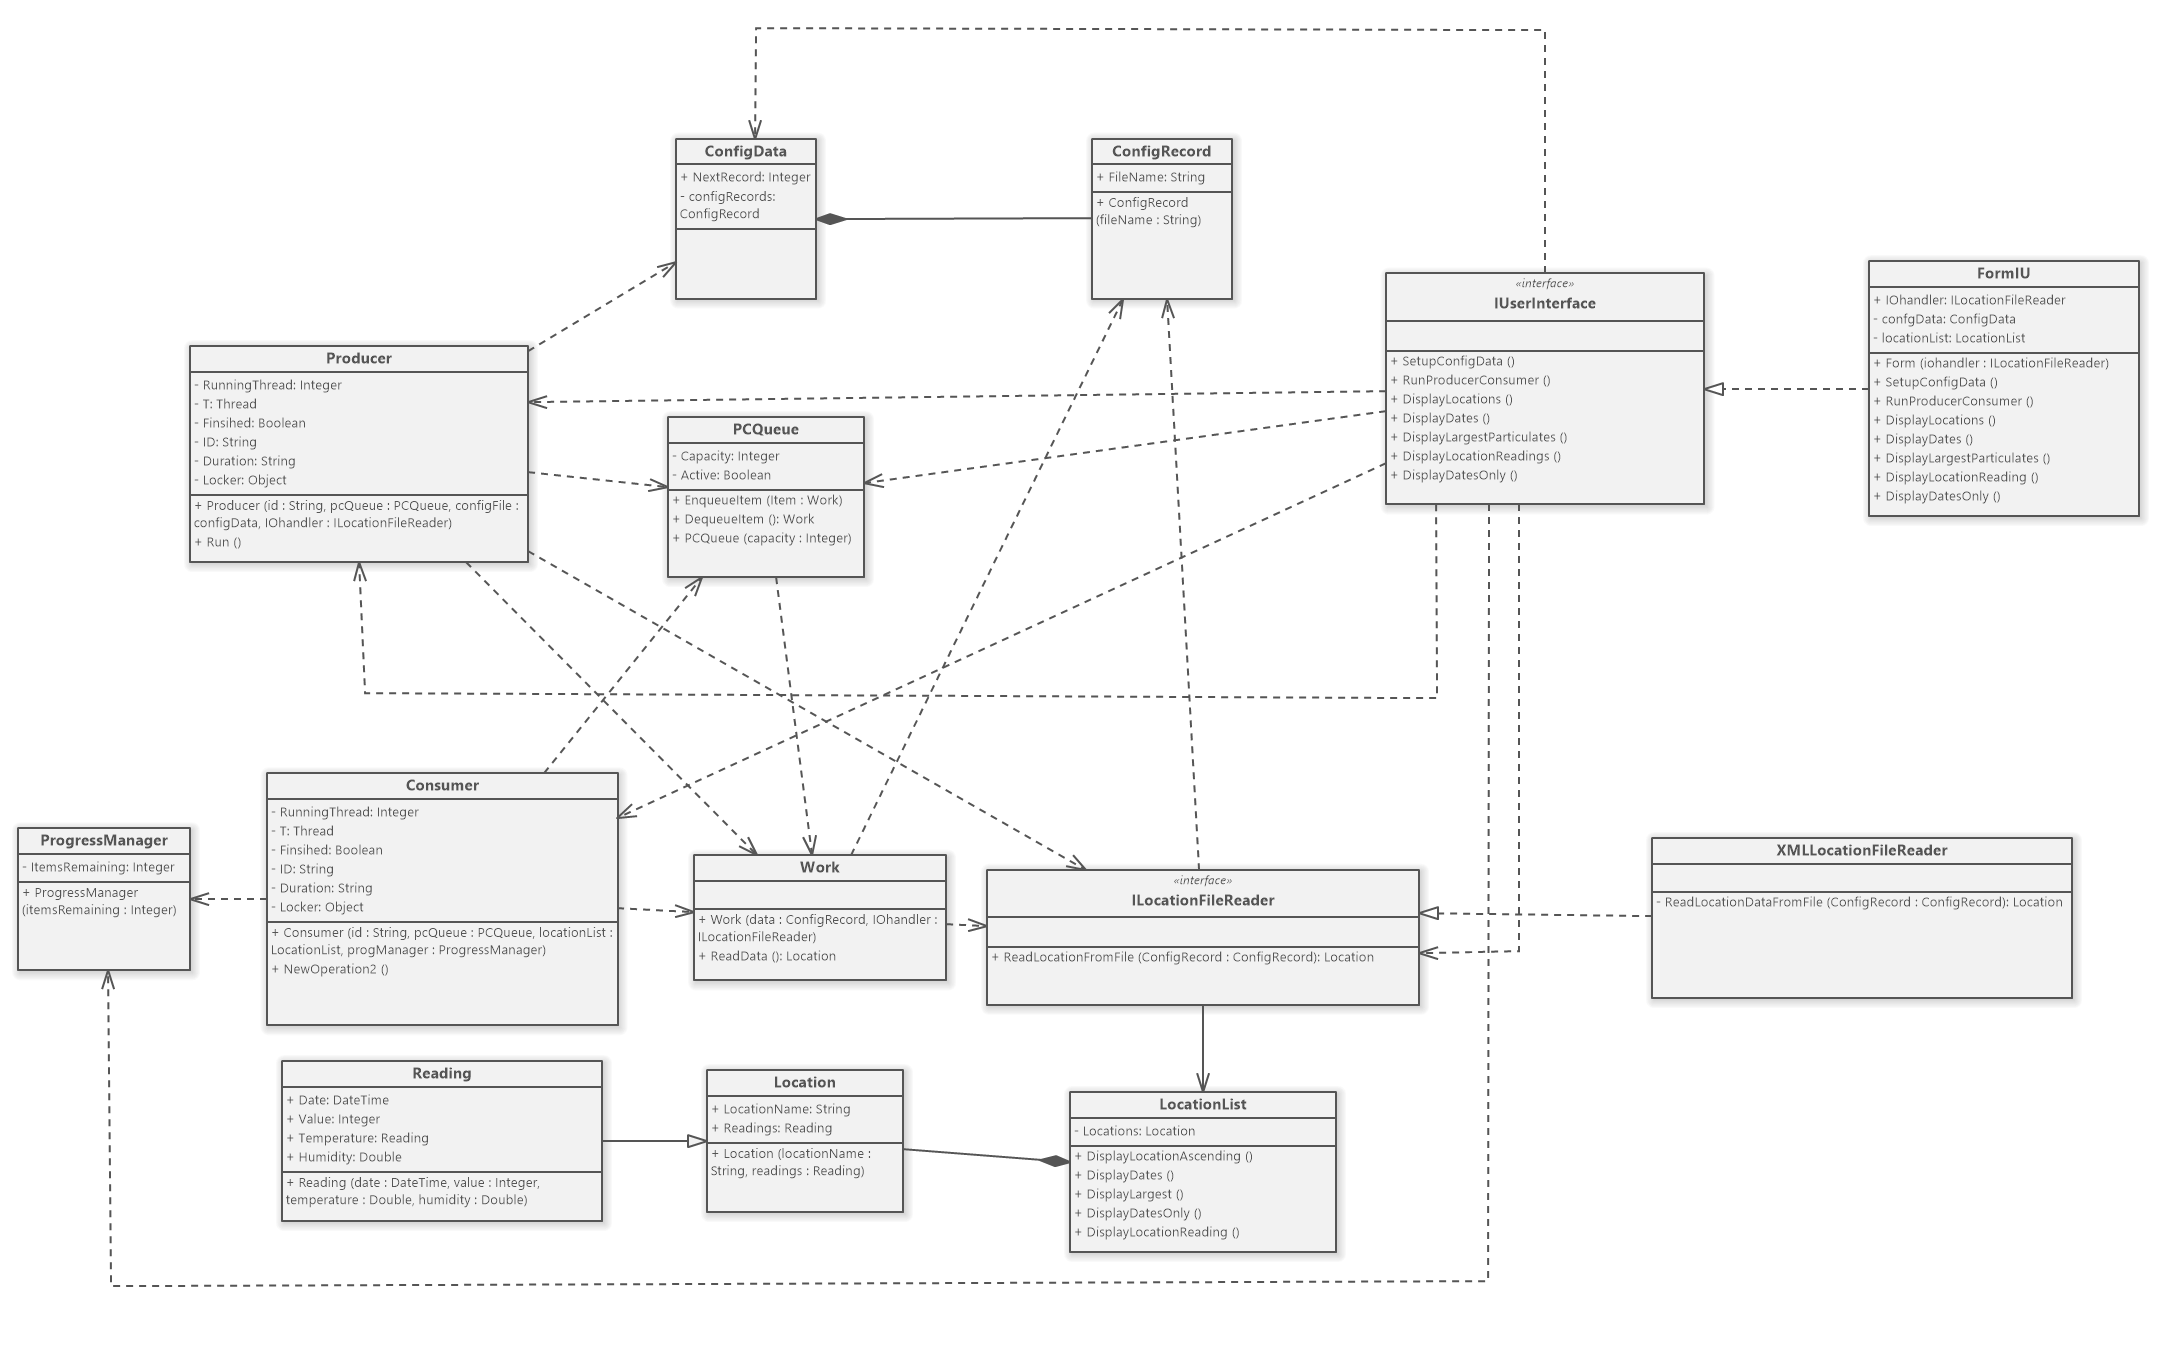 ConfigData
+ NextRecord: Integer
- configRecords:
ConfigRecord
ConfigRecord
+ FileName: String
+ ConfigRecord
(fileName : String)
«interface»
IUserInterface
+ SetupConfigData ()
+ RunProducerConsumer ()
+ DisplayLocations ()
+ DisplayDates ()
+ DisplayLargestParticulates ()
+ DisplayLocationReadings ()
+ DisplayDatesOnly ()
FormIU
+ IOhandler: ILocationFileReader
- confgData: ConfigData
- locationList: LocationList
+ Form (iohandler : ILocationFileReader)
+ SetupConfigData ()
+ RunProducerConsumer ()
+ DisplayLocations ()
+ DisplayDates ()
+ DisplayLargestParticulates ()
+ DisplayLocationReading ()
+ DisplayDatesOnly ()
Producer
- RunningThread: Integer
- T: Thread
- Finsihed: Boolean
- ID: String
- Duration: String
- Locker: Object
+ Producer (id : String, pcQueue : PCQueue, configFile :
configData, IOhandler : ILocationFileReader)
+ Run ()
PCQueue
- Capacity: Integer
- Active: Boolean
+ EnqueueItem (Item : Work)
+ DequeueItem (): Work
+ PCQueue (capacity : Integer)
Consumer
- RunningThread: Integer
- T: Thread
- Finsihed: Boolean
- ID: String
- Duration: String
- Locker: Object
+ Consumer (id : String, pcQueue : PCQueue, locationList :
LocationList, progManager : ProgressManager)
+ NewOperation2 ()
ProgressManager
- ItemsRemaining: Integer
+ ProgressManager
(itemsRemaining : Integer)
Work
+ Work (data : ConfigRecord, IOhandler :
ILocationFileReader)
+ ReadData (): Location
«interface»
ILocationFileReader
+ ReadLocationFromFile (ConfigRecord : ConfigRecord): Location
XMLLocationFileReader
- ReadLocationDataFromFile (ConfigRecord : ConfigRecord): Location
Reading
+ Date: DateTime
+ Value: Integer
+ Temperature: Reading
+ Humidity: Double
+ Reading (date : DateTime, value : Integer,
temperature : Double, humidity : Double)
Location
+ LocationName: String
+ Readings: Reading
+ Location (locationName :
String, readings : Reading)
LocationList
- Locations: Location
+ DisplayLocationAscending ()
+ DisplayDates ()
+ DisplayLargest ()
+ DisplayDatesOnly ()
+ DisplayLocationReading ()